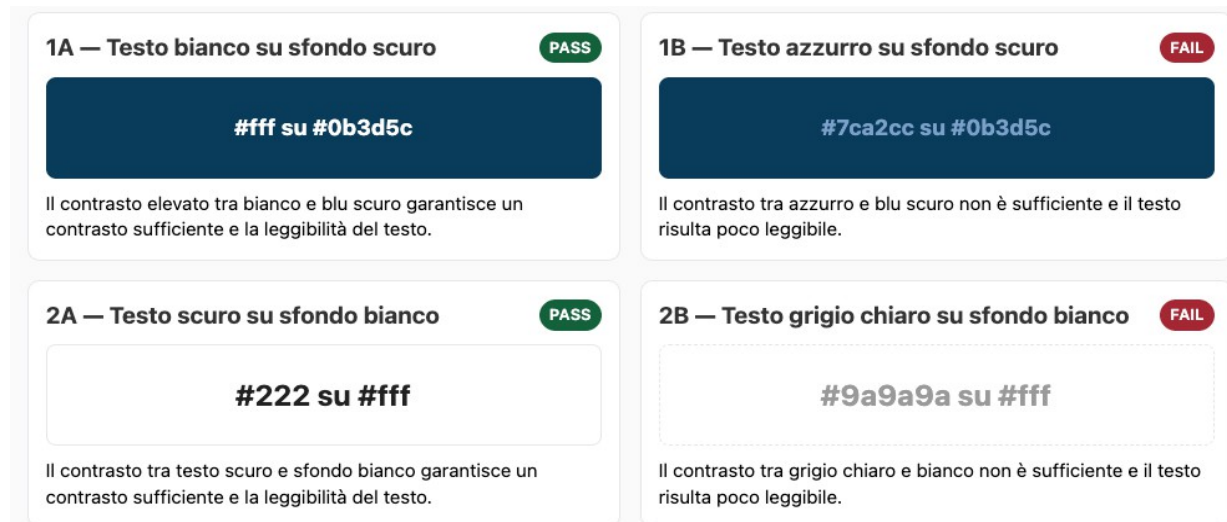 1A — Testo bianco su sfondo scuro
PASS
#fff su #0b3d5c
Il contrasto elevato tra bianco e blu scuro garantisce un
contrasto sufficiente e la leggibilità del testo.
1B — Testo azzurro su sfondo scuro
FAIL
#7ca2cc su #0b3d5c
Il contrasto tra azzurro e blu scuro non è sufficiente e il testo
risulta poco leggibile.
2A — Testo scuro su sfondo bianco
PASS
#222 su #fff
Il contrasto tra testo scuro e sfondo bianco garantisce un
contrasto sufficiente e la leggibilità del testo.
2B — Testo grigio chiaro su sfondo bianco
FAIL
#9a9a9a su #fff
Il contrasto tra grigio chiaro e bianco non è sufficiente e il testo
risulta poco leggibile.